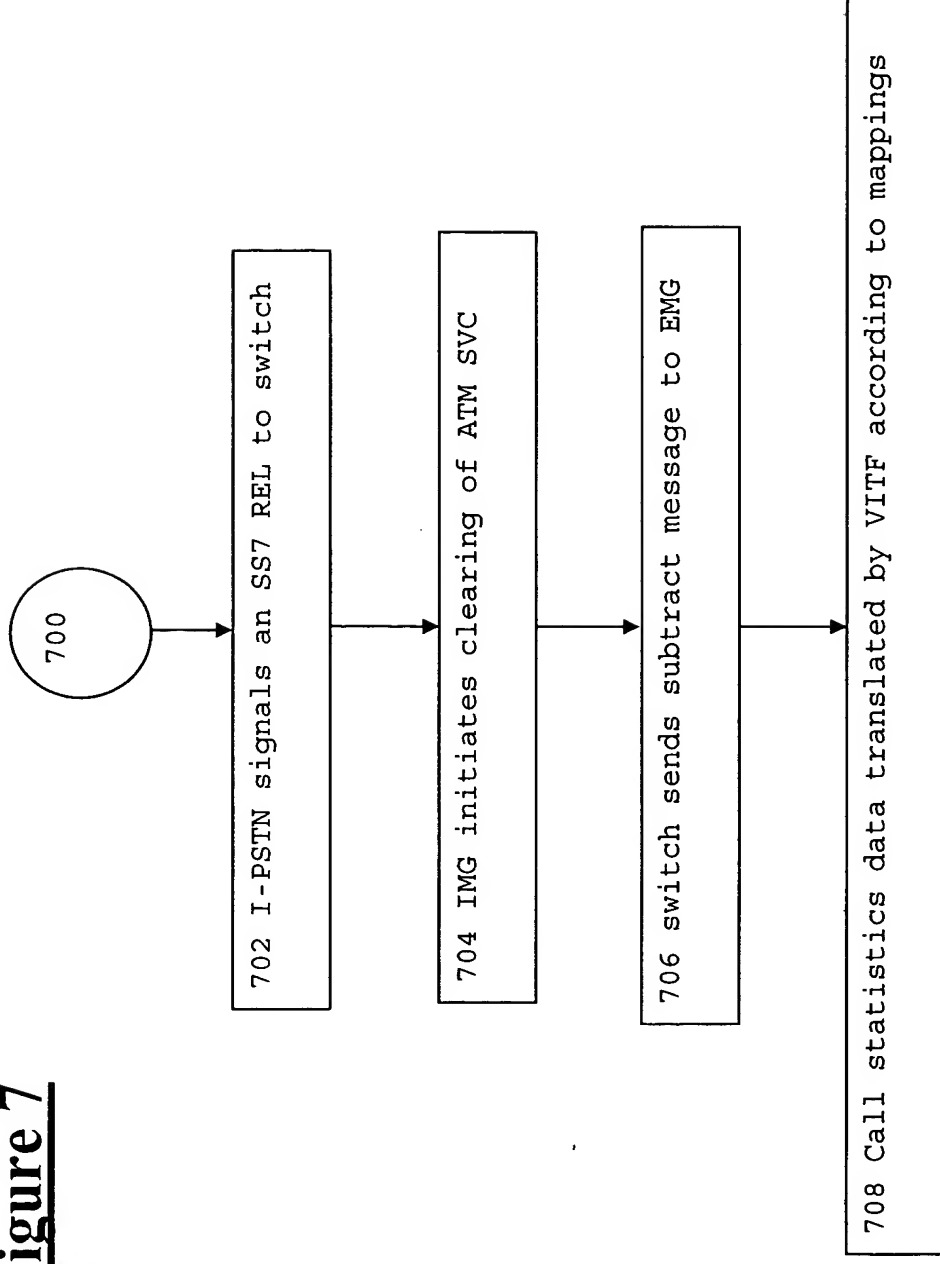 igure 7
700
702 I-PSTN signals an SS7 REL to switch
704 IMG initiates clearing of ATM SVC
706 switch sends subtract message to EMG
708 Call statistics data translated by VITF according to mappings